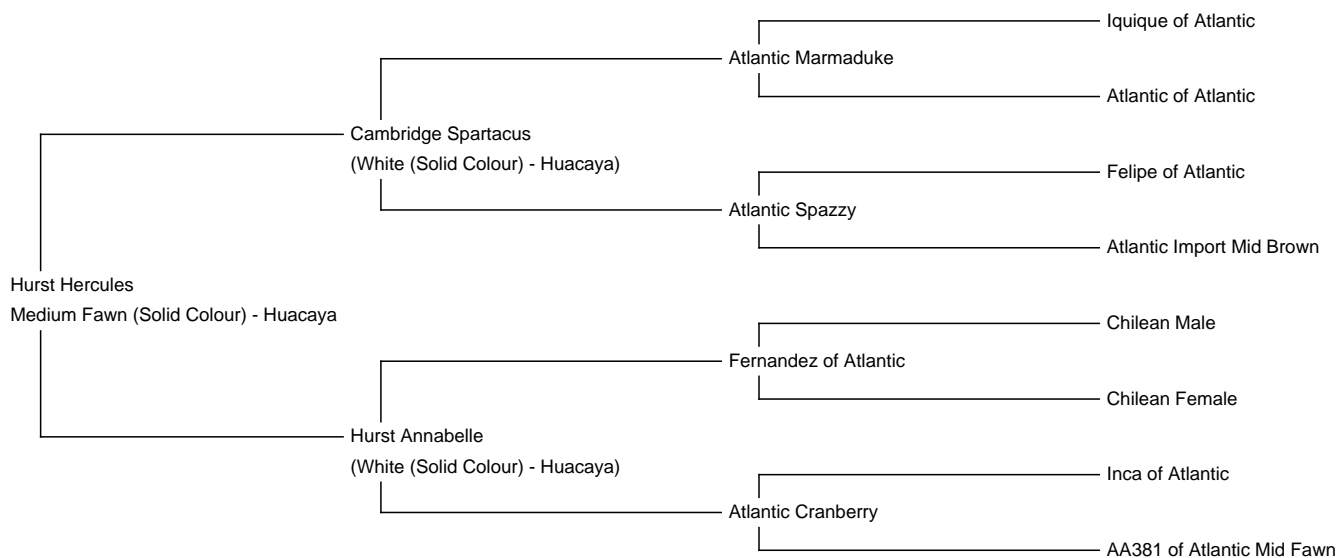 Iquique of Atlantic
Atlantic Marmaduke
Atlantic of Atlantic
Cambridge Spartacus
(White (Solid Colour) - Huacaya)
Felipe of Atlantic
Atlantic Spazzy
Atlantic Import Mid Brown
Hurst Hercules
Medium Fawn (Solid Colour) - Huacaya
Chilean Male
Fernandez of Atlantic
Chilean Female
Hurst Annabelle
(White (Solid Colour) - Huacaya)
Inca of Atlantic
Atlantic Cranberry
AA381 of Atlantic Mid Fawn